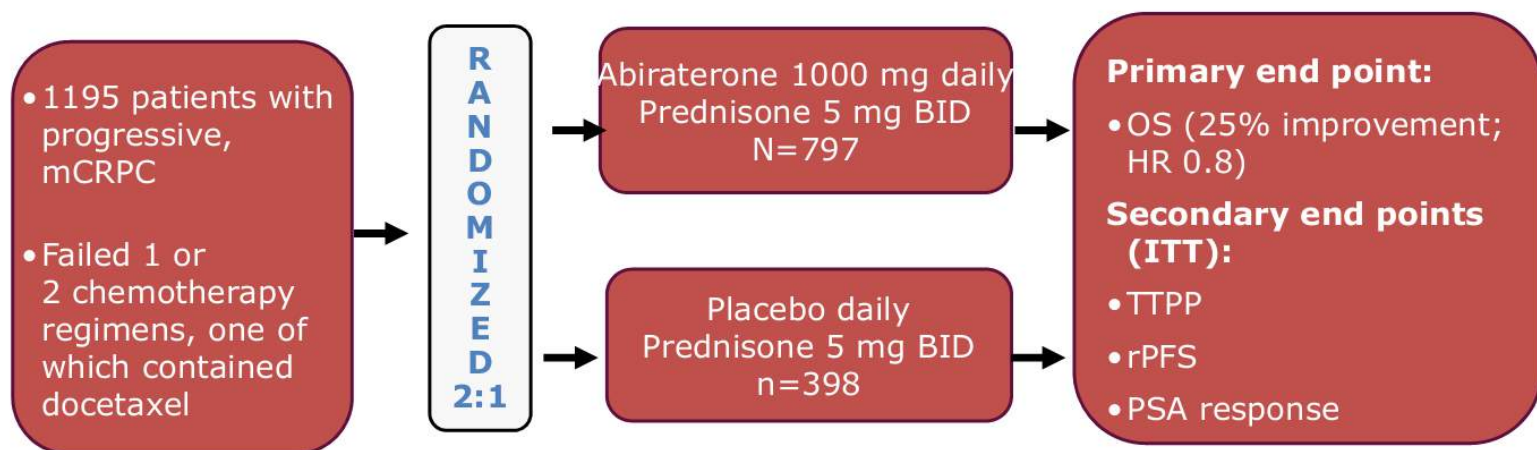 •1195 patients with
progressive,
mCRPC
•Failed 1 or
2 chemotherapy
regimens, one of
which contained
docetaxel
R
A
N
D
O
M
I
Z
E
D
2:1
Abiraterone 1000 mg daily
Prednisone 5 mg BID
N=797
Placebo daily
Prednisone 5 mg BID
n=398
Primary end point:
•OS (25% improvement;
HR 0.8)
Secondary end points
(ITT):
•TTPP
•rPFS
•PSA response